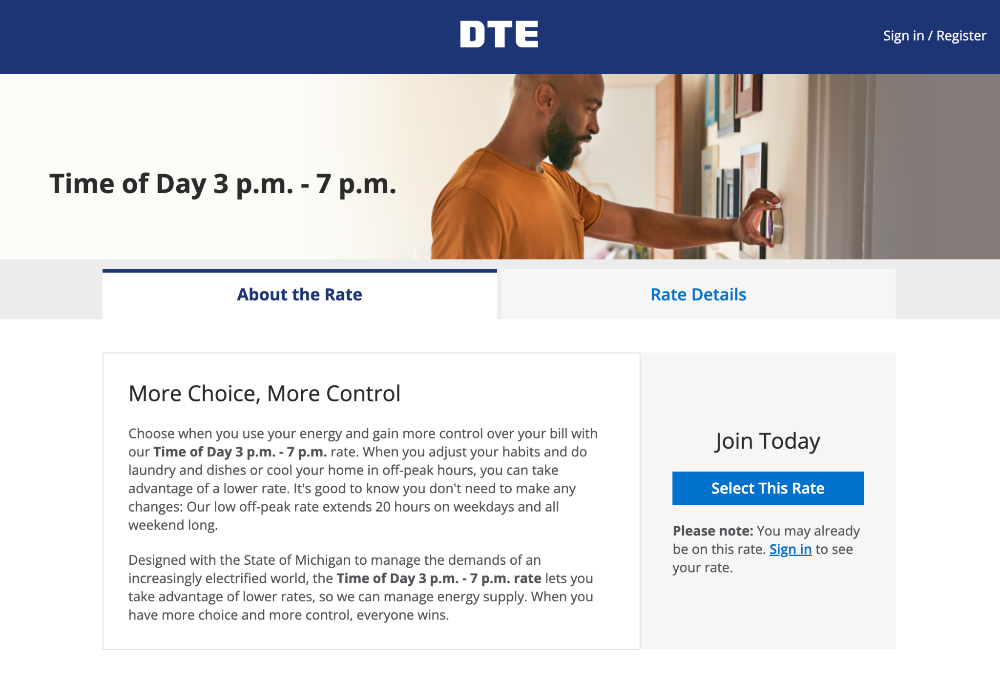 DTE
Sign in / Register
Time of Day 3 p.m. - 7 p.m.
About the Rate
Rate Details
More Choice, More Control
Choose when you use your energy and gain more control over your bill with
our Time of Day 3 p.m. - 7 p.m. rate. When you adjust your habits and do
laundry and dishes or cool your home in off-peak hours, you can take
advantage of a lower rate. It's good to know you don't need to make any
changes: Our low off-peak rate extends 20 hours on weekdays and all
weekend long.
Designed with the State of Michigan to manage the demands of an
increasingly electrified world, the Time of Day 3 p.m. - 7 p.m. rate lets you
take advantage of lower rates, so we can manage energy supply. When you
have more choice and more control, everyone wins.
Join Today
Select This Rate
Please note: You may already
be on this rate. Sign in to see
your rate.